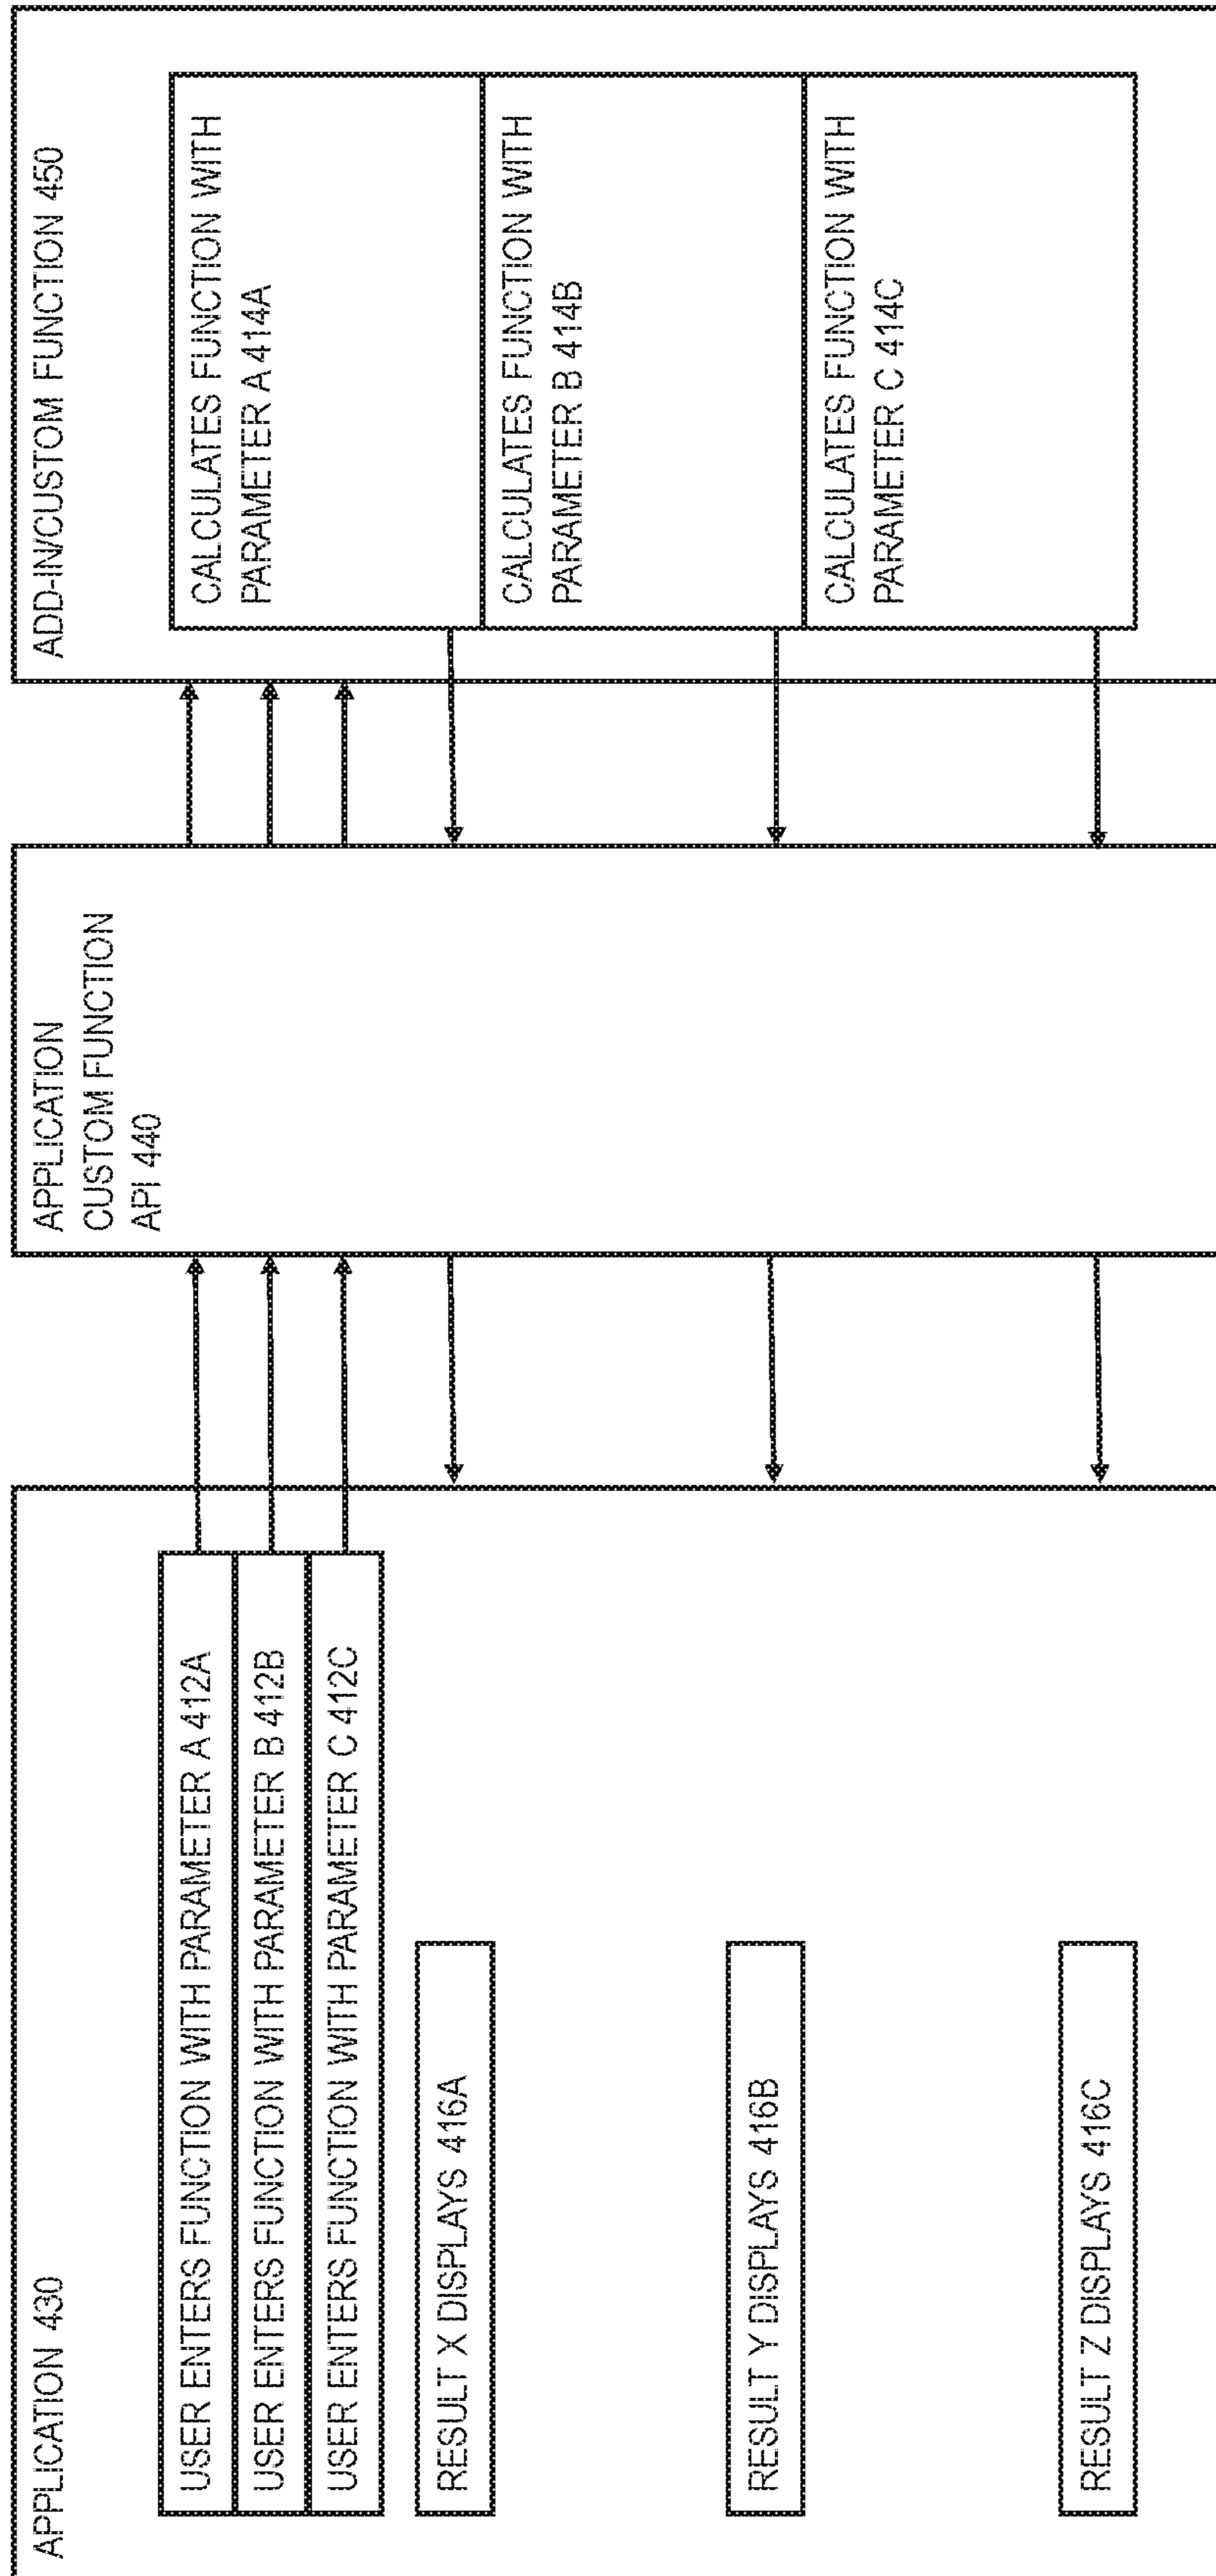 APPLICATION 430
USER ENTERS FUNCTION WITH PARAMETER A 412A
USER ENTERS FUNCTION WITH PARAMETER B 412B
USER ENTERS FUNCTION WITH PARAMETER C 412C
RESULT X DISPLAYS 416A
RESULT Y DISPLAYS 416B
RESULT Z DISPLAYS 416C
APPLICATION
CUSTOM FUNCTION
API 440
ADD-IN/CUSTOM FUNCTION 450
CALCULATES FUNCTION WITH
PARAMETER A 414A
CALCULATES FUNCTION WITH
PARAMETER B 414B
CALCULATES FUNCTION WITH
PARAMETER C 414C